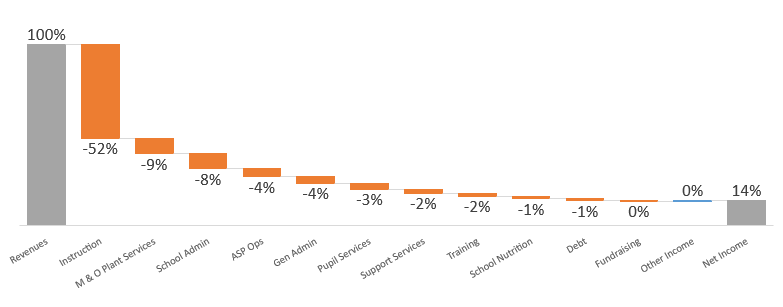 100%
-52%
-9%
-8%
-4%
-4%
-3%
-2%
-2%
-1%
-1%
0%
0%
14%
Revenues
Instruction
M & O Plant Services
School Admin
ASP Ops
Gen Admin
Pupil Services
Support Services
Training
School Nutrition
Debt
Fundraising
Other Income
Net Income